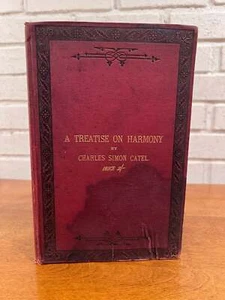 A TREATISE ON HARMONY
BY
CHARLES SIMON CATEL